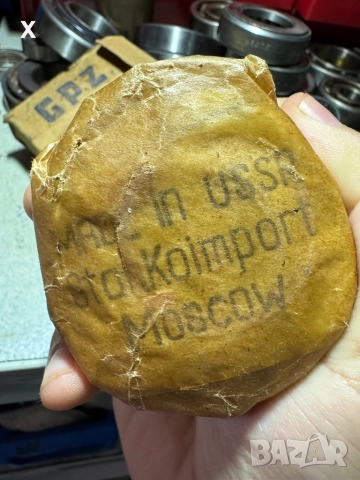 x
GPZ
MADE IN USSR
StanKoimport
Moscow
BAZAR